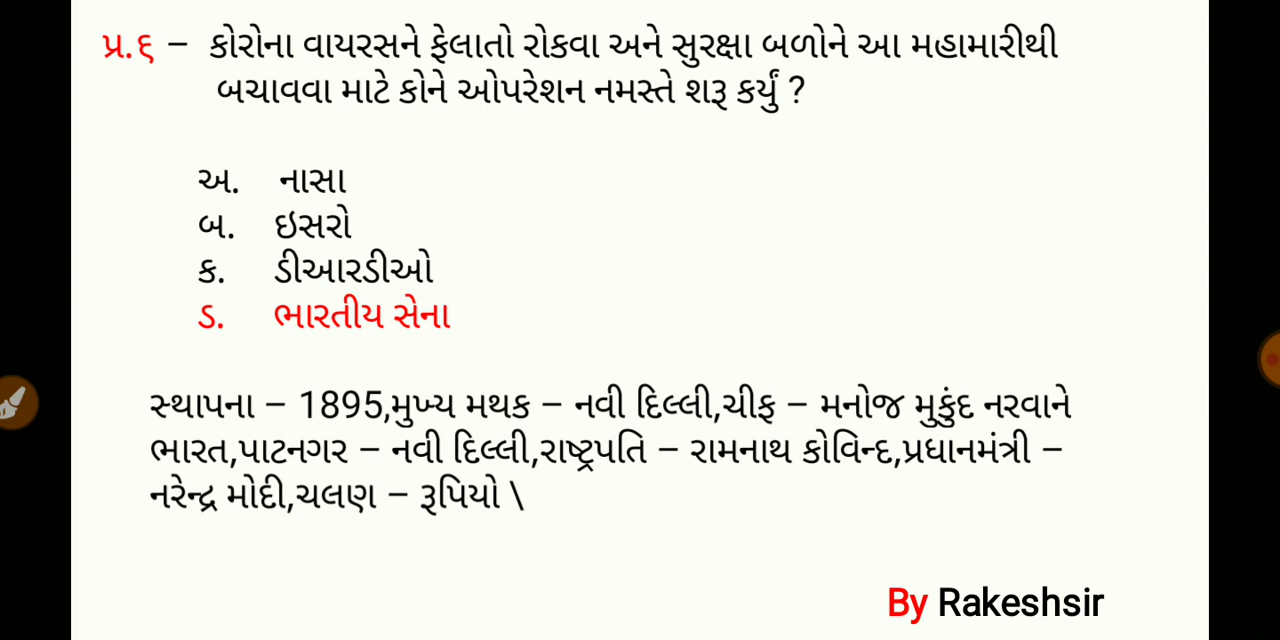 પ્ર.૬ – કોરોના વાયરસને ફેલાતો રોકવા અને સુરક્ષા બળોને આ મહામારીથી
બચાવવા માટે કોને ઓપરેશન નમસ્તે શરૂ કર્યું ?
અ. નાસા
બ. ઇસરો
ક. ડીઆરડીઓ
ડ. ભારતીય સેના
સ્થાપના – 1895,મુખ્ય મથક – નવી દિલ્લી,ચીફ – મનોજ મુકુંદ નરવાને
ભારત,પાટનગર – નવી દિલ્લી,રાષ્ટ્રપતિ – રામનાથ કોવિન્દ,પ્રધાનમંત્રી –
નરેન્દ્ર મોદી,ચલણ – રૂપિયો \
By Rakeshsir